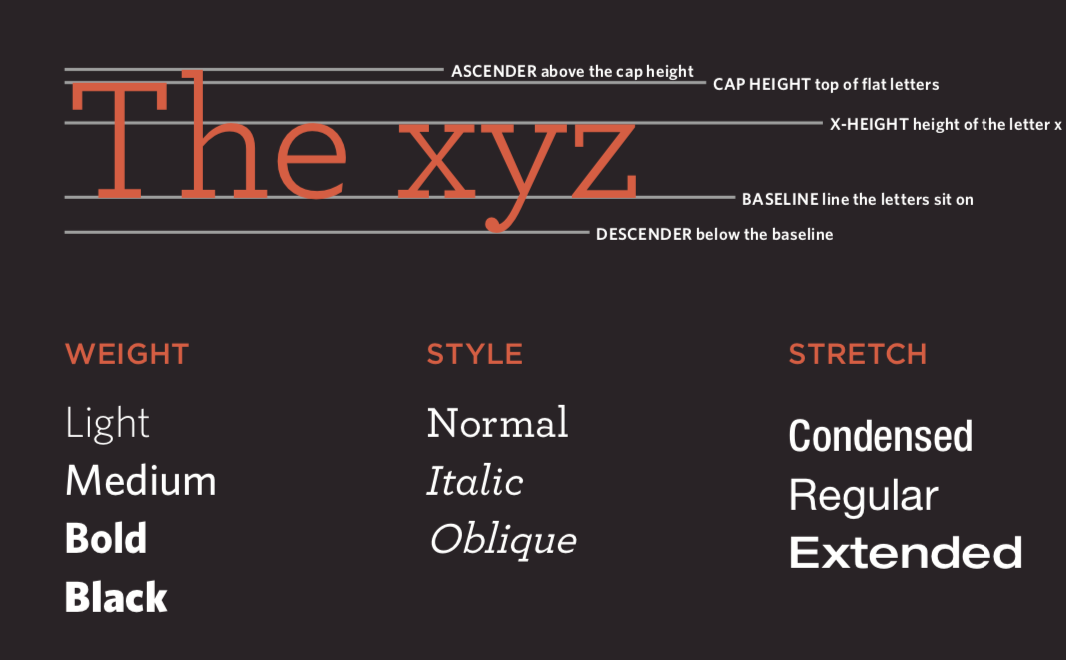 The xyz
ASCENDER above the cap height
CAP HEIGHT top of flat letters
X-HEIGHT height of the letter x
BASELINE line the letters sit on
DESCENDER below the baseline
WEIGHT
Light
Medium
Bold
Black
STYLE
Normal
Italic
Oblique
STRETCH
Condensed
Regular
Extended